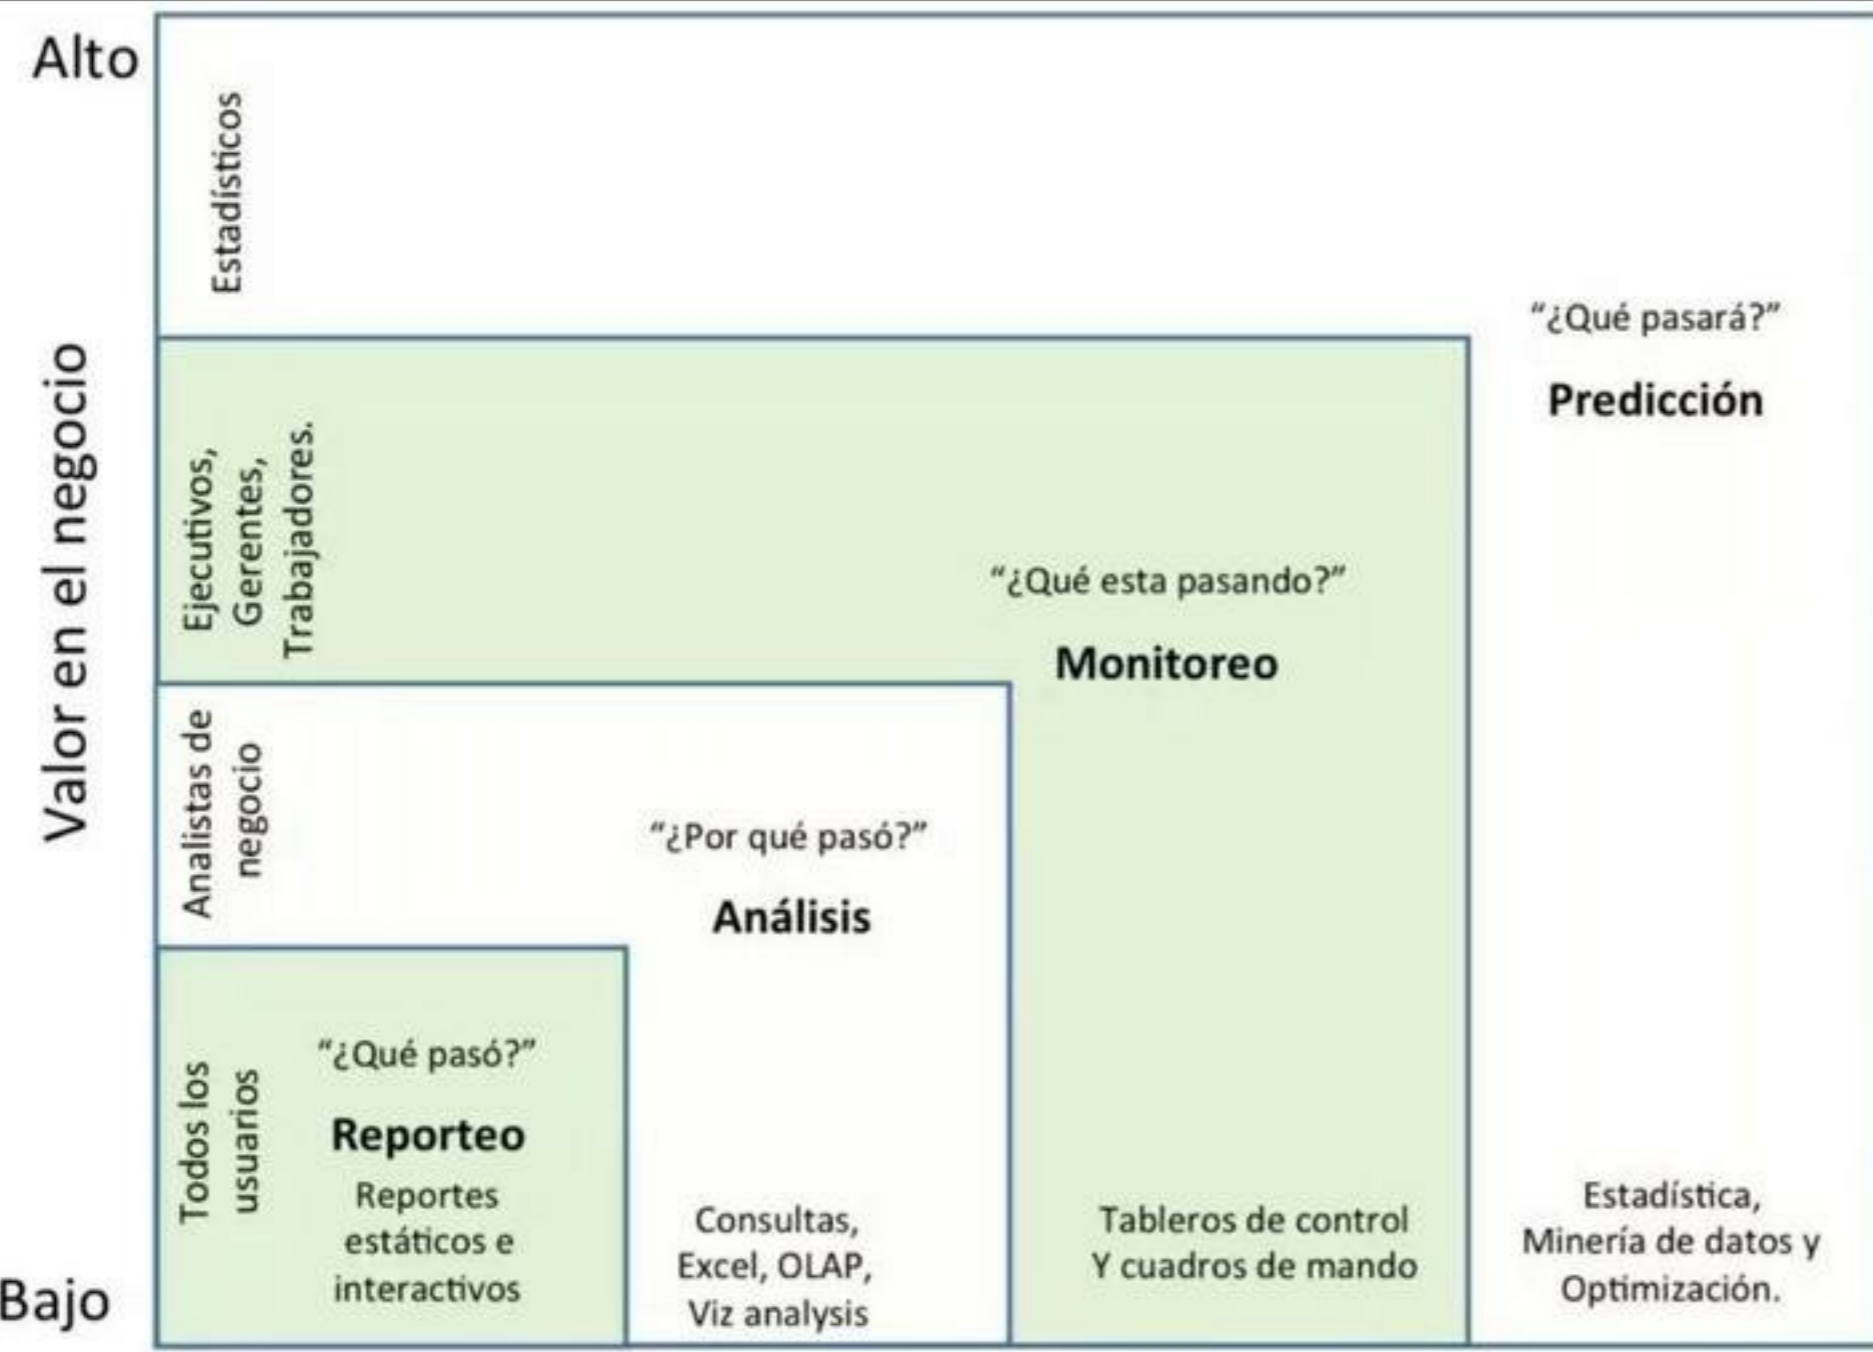 Alto
Valor en el negocio
Bajo
Estadísticos
“¿Qué pasará?”
Predicción
Estadística,
Minería de datos y
Optimización.
Ejecutivos,
Gerentes,
Trabajadores.
“¿Qué esta pasando?”
Monitoreo
Tableros de control
Y cuadros de mando
Analistas de
negocio
“¿Por qué pasó?”
Análisis
Consultas,
Excel, OLAP,
Viz analysis
Todos los
usuarios
“¿Qué pasó?”
Reporteo
Reportes
estáticos e
interactivos